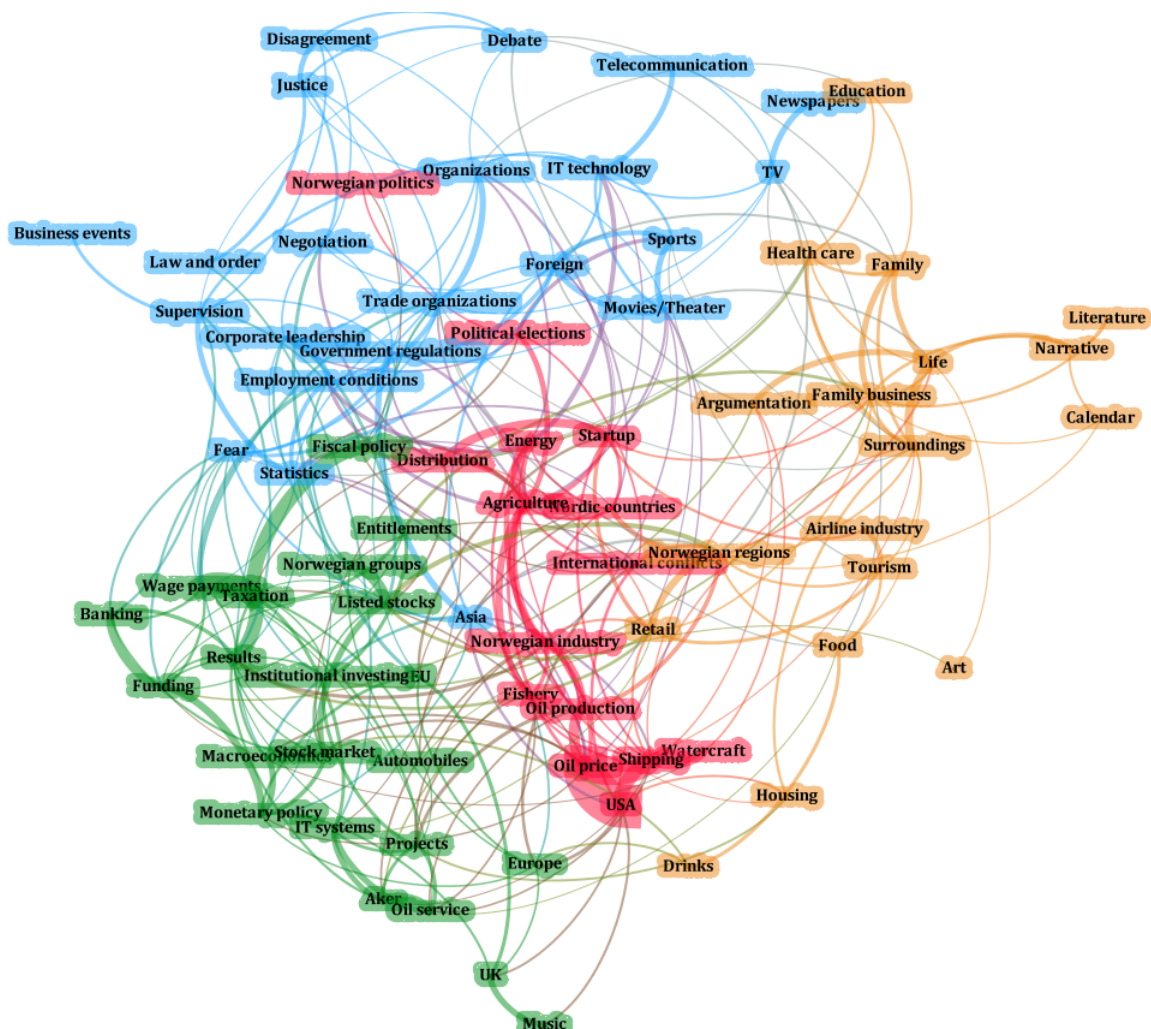 Disagreement
Debate
Telecommunication
Justice
Education
Newspapers
Organizations
IT technology
TV
Norwegian politics
Business events
Negotiation
Sports
Law and order
Foreign
Health care
Family
Supervision
Trade organizations
Movies/Theater
Literature
Corporate leadership
Political elections
Government regulations
Narrative
Life
Employment conditions
Family business
Argumentation
Calendar
Fear
Fiscal policy
Energy
Startup
Surroundings
Distribution
Statistics
Agriculture
Nordic countries
Entitlements
Airline industry
Norwegian regions
Norwegian groups
International conflicts
Tourism
Wage payments
Taxation
Listed stocks
Banking
Asia
Retail
Norwegian industry
Food
Results
Art
Institutional investing
EU
Funding
Fishery
Oil production
Macroeconomics
Stock market
Automobiles
Watercraft
Shipping
Oil price
USA
Housing
Monetary policy
IT systems
Projects
Europe
Drinks
Aker
Oil service
UK
Music